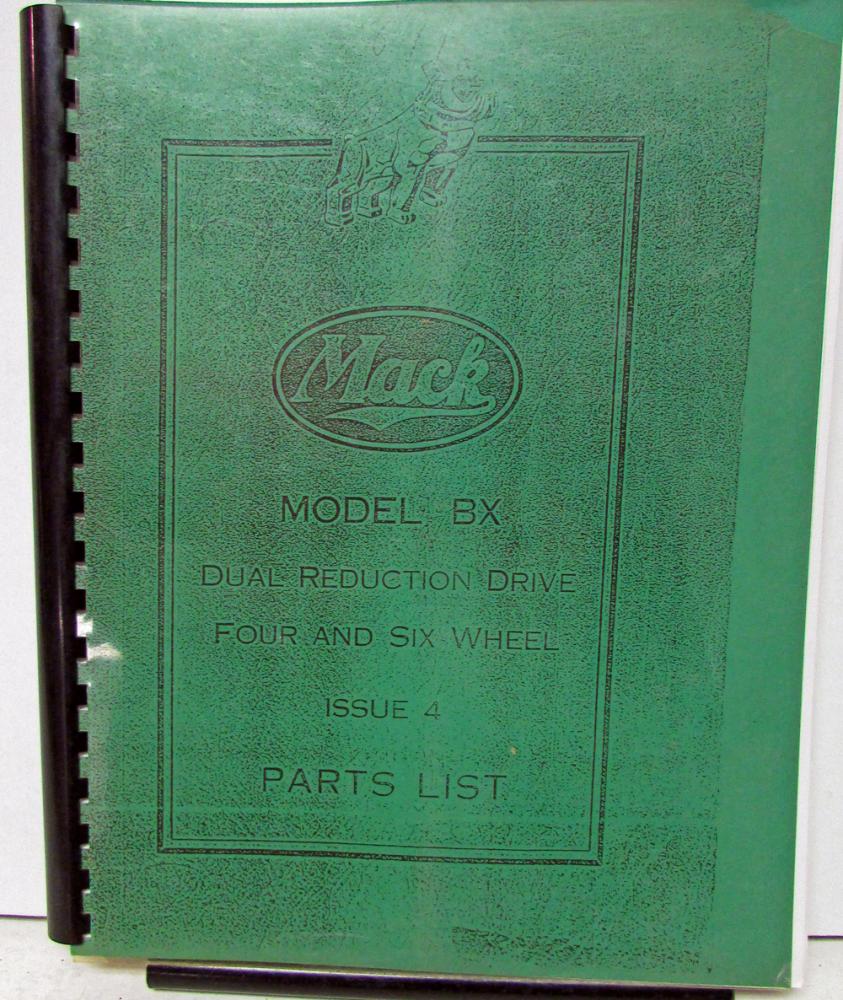 Mack
MODEL BX
DUAL REDUCTION DRIVE
FOUR AND SIX WHEEL
ISSUE 4
PARTS LIST